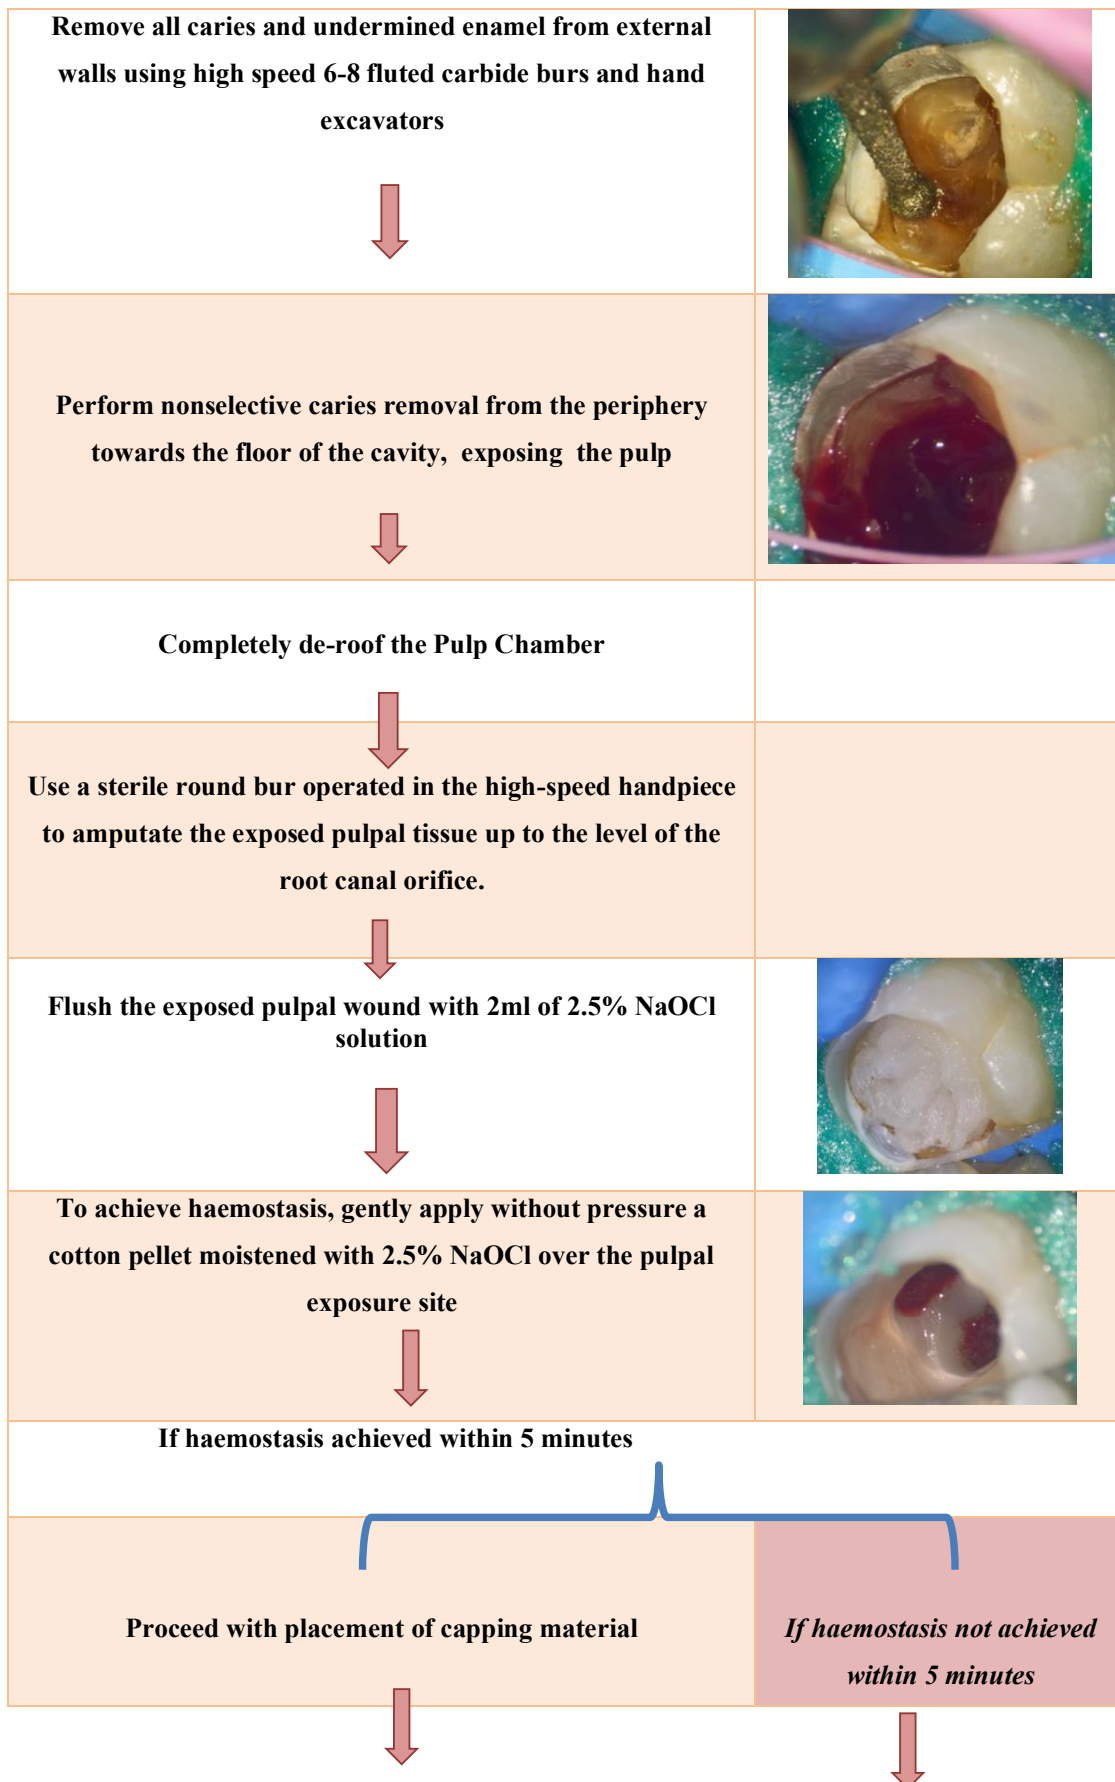 Remove all caries and undermined enamel from external
walls using high speed 6-8 fluted carbide burs and hand
excavators
Perform nonselective caries removal from the periphery
towards the floor of the cavity, exposing the pulp
Completely de-roof the Pulp Chamber
Use a sterile round bur operated in the high-speed handpiece
to amputate the exposed pulpal tissue up to the level of the
root canal orifice.
Flush the exposed pulpal wound with 2ml of 2.5% NaOCl
solution
To achieve haemostasis, gently apply without pressure a
cotton pellet moistened with 2.5% NaOCl over the pulpal
exposure site
If haemostasis achieved within 5 minutes
Proceed with placement of capping material
If haemostasis not achieved
within 5 minutes